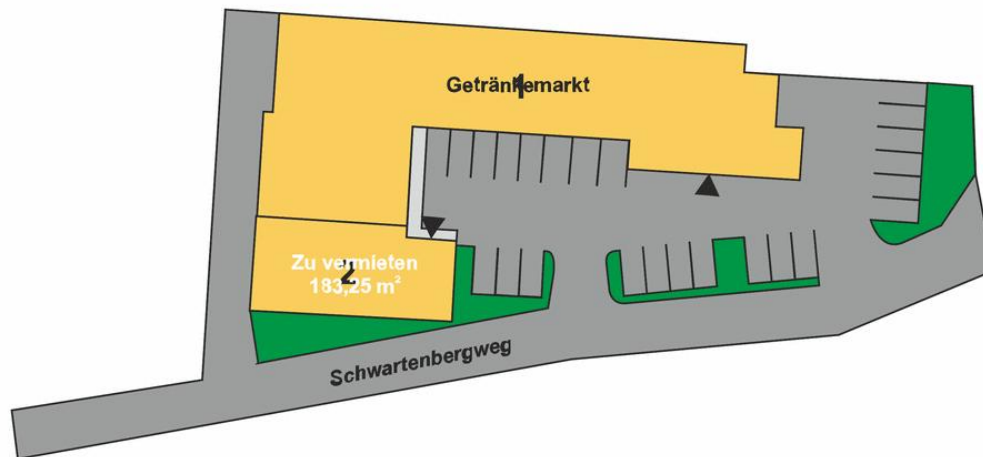 Getränkemarkt
1
Zu vermieten
2
183,25 m²
Schwartenbergweg